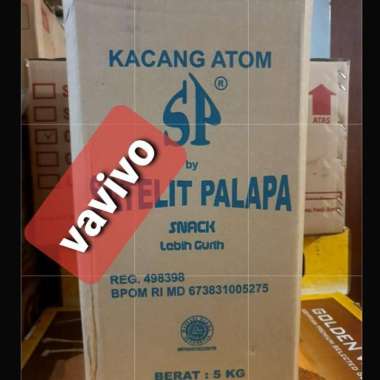 KACANG ATOM
SP®
by
S TELIT PALAPA
SNACK
Lebih Gurih
REG. 498398
BPOM RI MD 673831005275
BERAT : 5 KG
vavivo
ATAS
GOLDEN